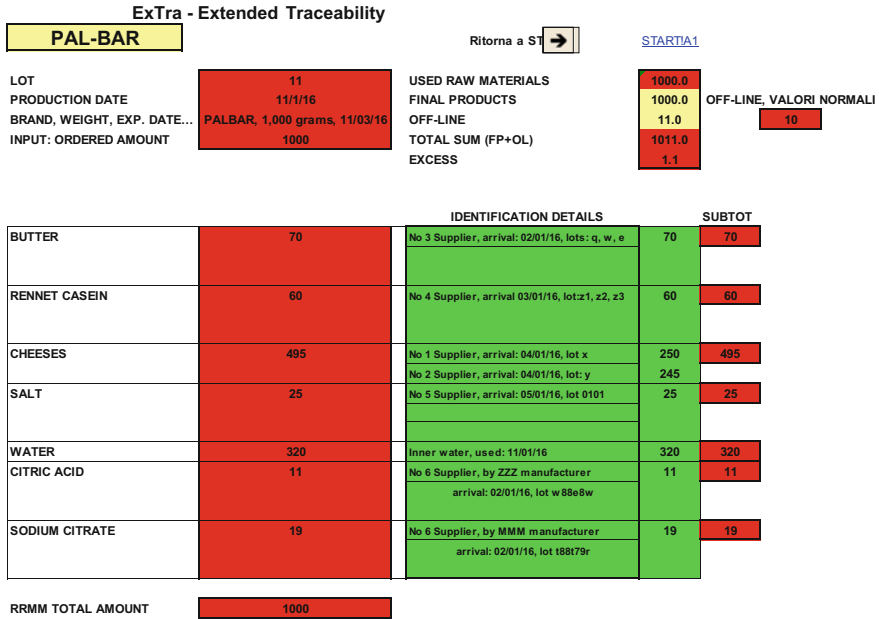 ExTra - Extended Traceability
PAL-BAR
Ritorna a ST
START!A1
LOT 11 USED RAW MATERIALS 1000.0
PRODUCTION DATE 11/1/16 FINAL PRODUCTS 1000.0 OFF-LINE, VALORI NORMALI
BRAND, WEIGHT, EXP. DATE... PALBAR, 1,000 grams, 11/03/16 OFF-LINE 11.0 10
INPUT: ORDERED AMOUNT 1000 TOTAL SUM (FP+OL) 1011.0
EXCESS 1.1
IDENTIFICATION DETAILS SUBTOT
BUTTER 70 No 3 Supplier, arrival: 02/01/16, lots: q, w, e 70 70
RENNET CASEIN 60 No 4 Supplier, arrival 03/01/16, lot:z1, z2, z3 60 60
CHEESES 495 No 1 Supplier, arrival: 04/01/16, lot x 250 495
No 2 Supplier, arrival: 04/01/16, lot: y 245
SALT 25 No 5 Supplier, arrival: 05/01/16, lot 0101 25 25
WATER 320 Inner water, used: 11/01/16 320 320
CITRIC ACID 11 No 6 Supplier, by ZZZ manufacturer 11 11
arrival: 02/01/16, lot w88e8w
SODIUM CITRATE 19 No 6 Supplier, by MMM manufacturer 19 19
arrival: 02/01/16, lot t88t79r
RRMM TOTAL AMOUNT 1000